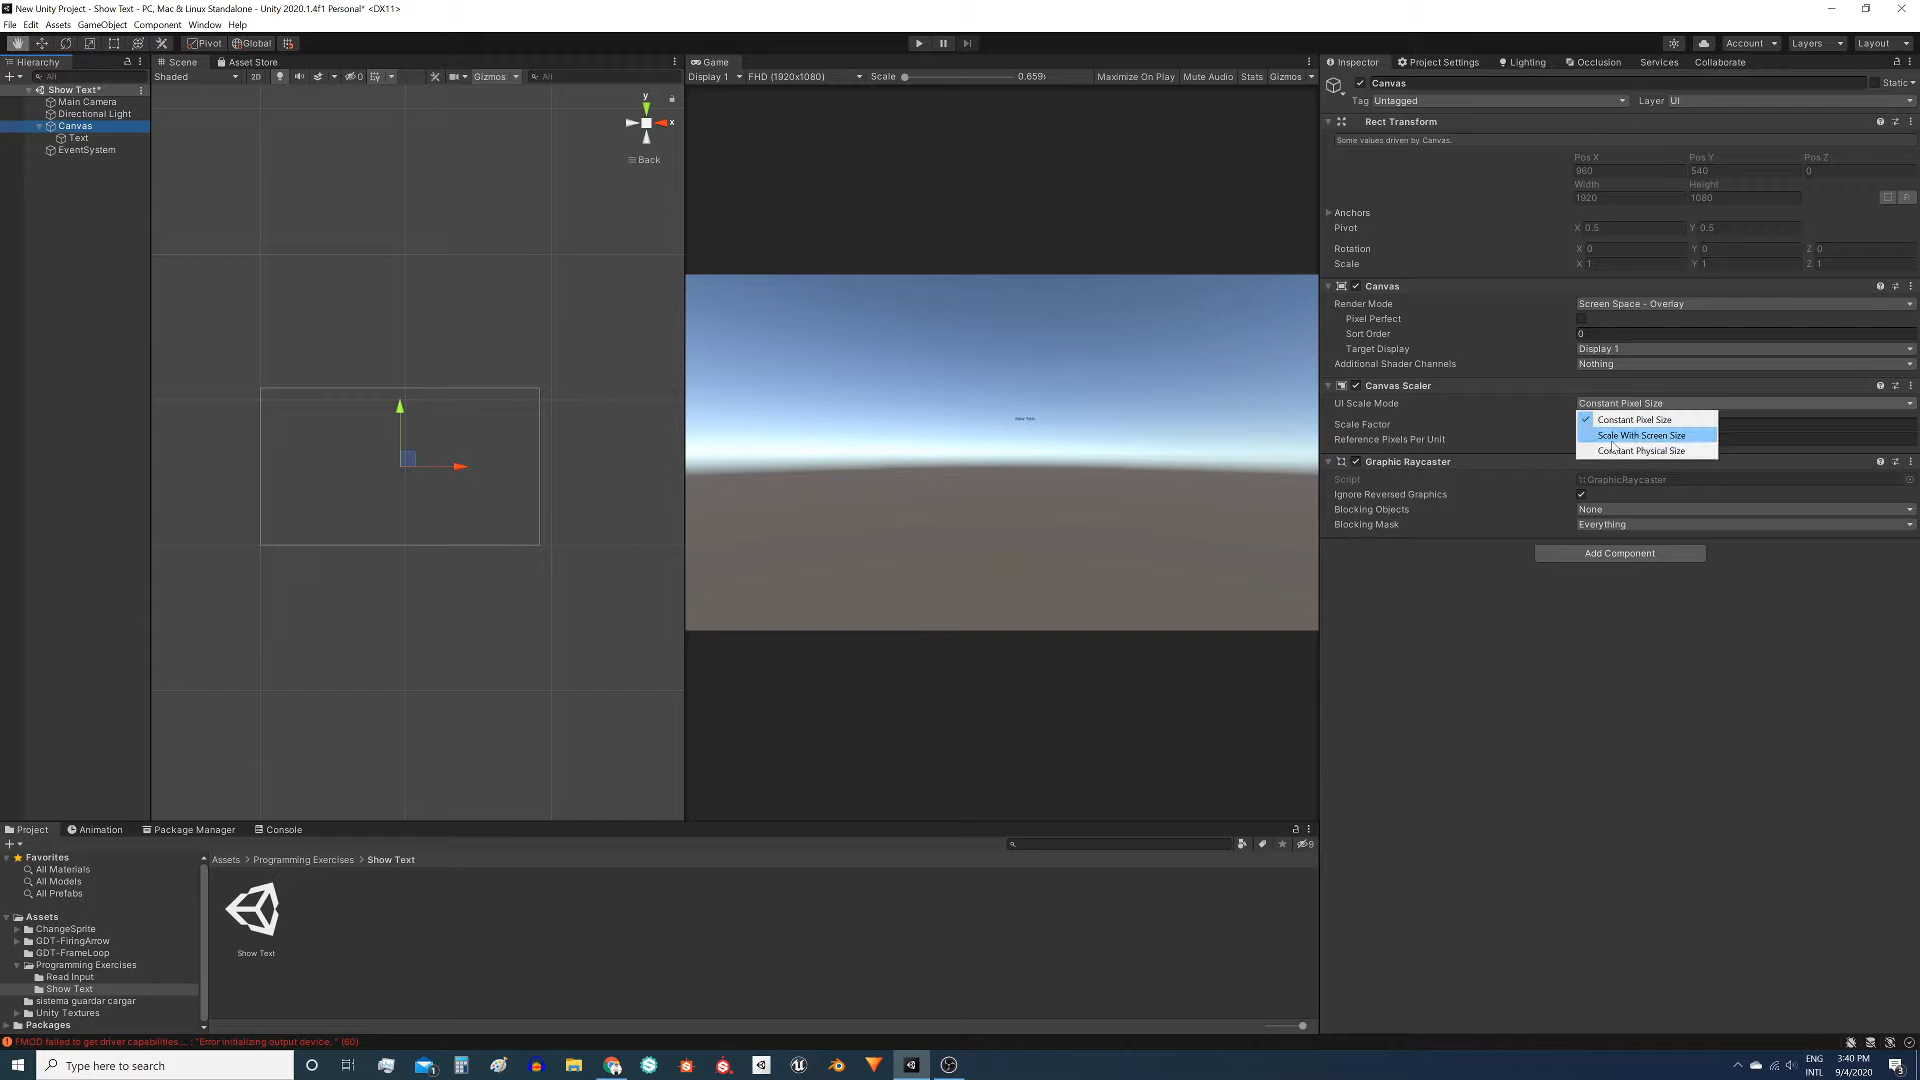 New Unity Project - Show Text - PC, Mac & Linux Standalone - Unity 2020.1.4f1 Personal* <DX11>
File Edit Assets GameObject Component Window Help
Pivot Global Account Layers Layout
Hierarchy
All
Show Text*
Main Camera
Directional Light
Canvas
Text
EventSystem
Scene Asset Store
Shaded 2D 0 Gizmos All
y
x
Back
Game
Display 1 FHD (1920x1080) Scale 0.659x Maximize On Play Mute Audio Stats Gizmos
New Text
Inspector Project Settings Lighting Occlusion Services Collaborate
Canvas Static
Tag Untagged Layer UI
Rect Transform
Some values driven by Canvas.
Pos X Pos Y Pos Z
960 540 0
Width Height
1920 1080
R
Anchors
Pivot X 0.5 Y 0.5
Rotation X 0 Y 0 Z 0
Scale X 1 Y 1 Z 1
Canvas
Render Mode Screen Space - Overlay
Pixel Perfect
Sort Order 0
Target Display Display 1
Additional Shader Channels Nothing
Canvas Scaler
UI Scale Mode Constant Pixel Size
Constant Pixel Size
Scale Factor
Scale With Screen Size
Reference Pixels Per Unit
Constant Physical Size
Graphic Raycaster
Script GraphicRaycaster
Ignore Reversed Graphics
Blocking Objects None
Blocking Mask Everything
Add Component
Project Animation Package Manager Console
9
Favorites
All Materials
All Models
All Prefabs
Assets
ChangeSprite
GDT-FiringArrow
GDT-FrameLoop
Programming Exercises
Read Input
Show Text
sistema guardar cargar
Unity Textures
Packages
Assets > Programming Exercises > Show Text
Show Text
FMOD failed to get driver capabilities ... : "Error initializing output device. " (60)
Type here to search
1
ENG
INTL
3:40 PM
9/4/2020
3